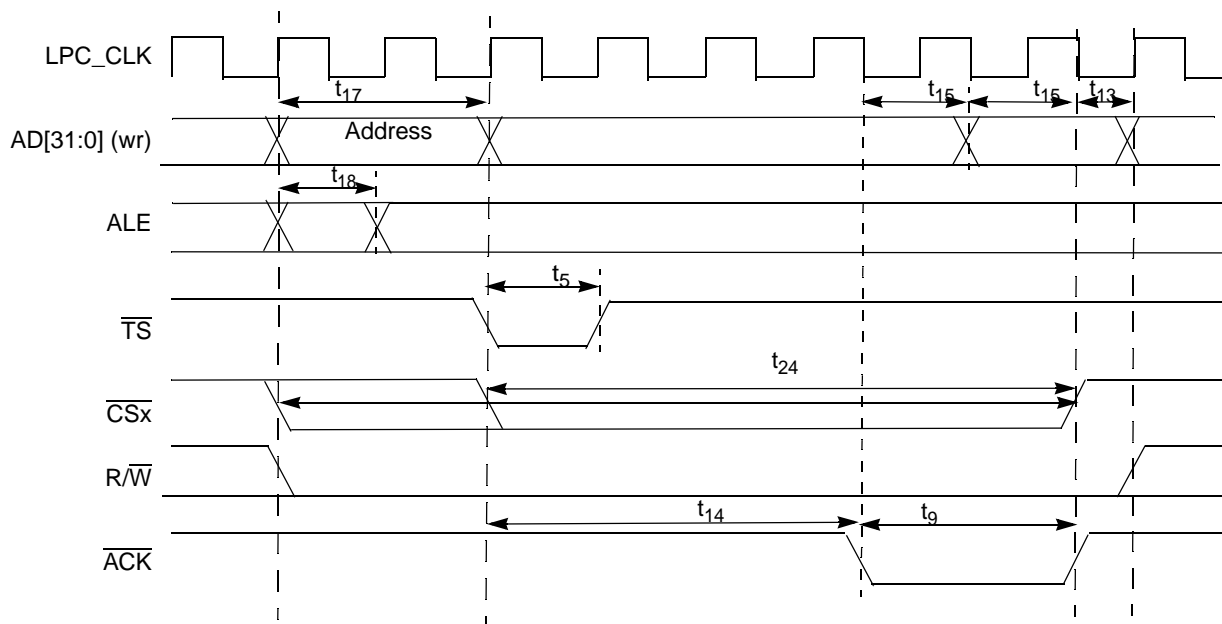 LPC_CLK
t17
t15
t15
t13
AD[31:0] (wr)
Address
t18
ALE
t5
TS
t24
CSx
R/W
t14
t9
ACK